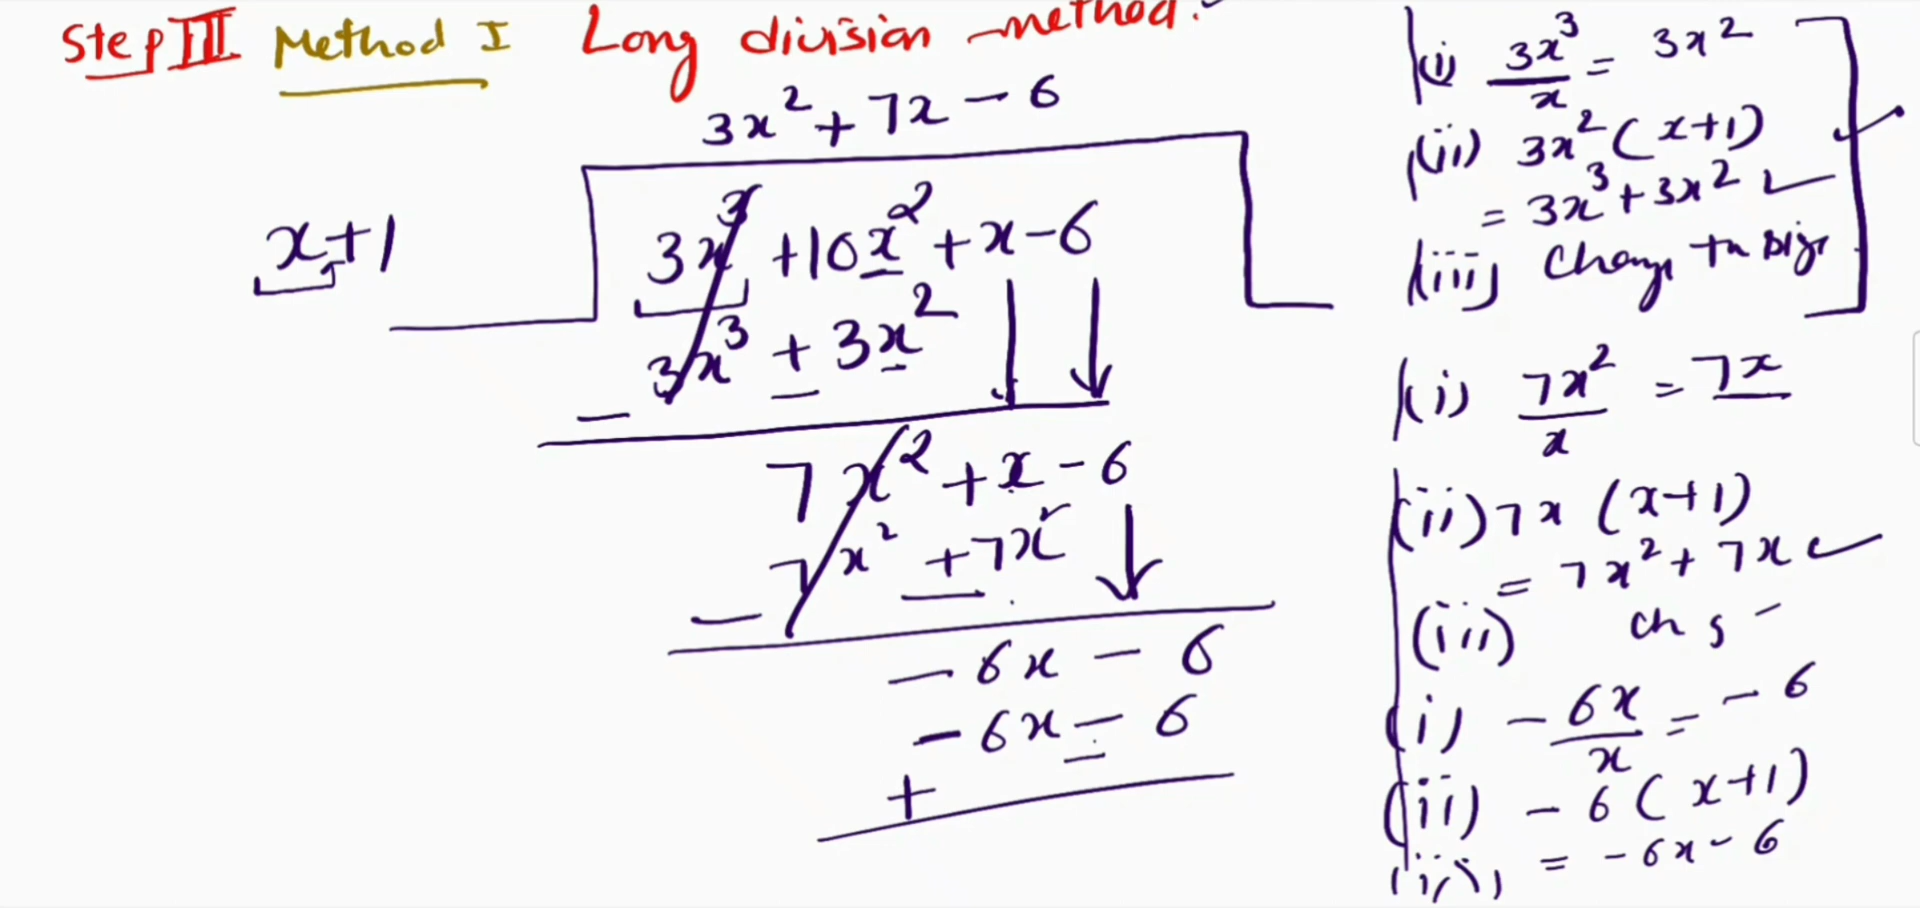 Step III Method I Long division method.
3x² + 7x - 6
x+1
3x³ +10x² + x - 6
3x³ + 3x²
- -
7x² + x - 6
7x² + 7x
- -
- 6x - 6
- 6x - 6
+
(i) 3x³/x = 3x²
(ii) 3x² (x+1)
= 3x³ + 3x²
(iii) Change the sign
(i) 7x²/x = 7x
(ii) 7x (x+1)
= 7x² + 7x
(iii) ch s -
(i) - 6x/x = - 6
(ii) - 6 (x+1)
= - 6x - 6
(iii)